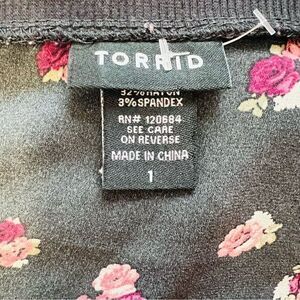 TORRID
3% SPANDEX
RN# 120684
SEE CARE
ON REVERSE
MADE IN CHINA
1